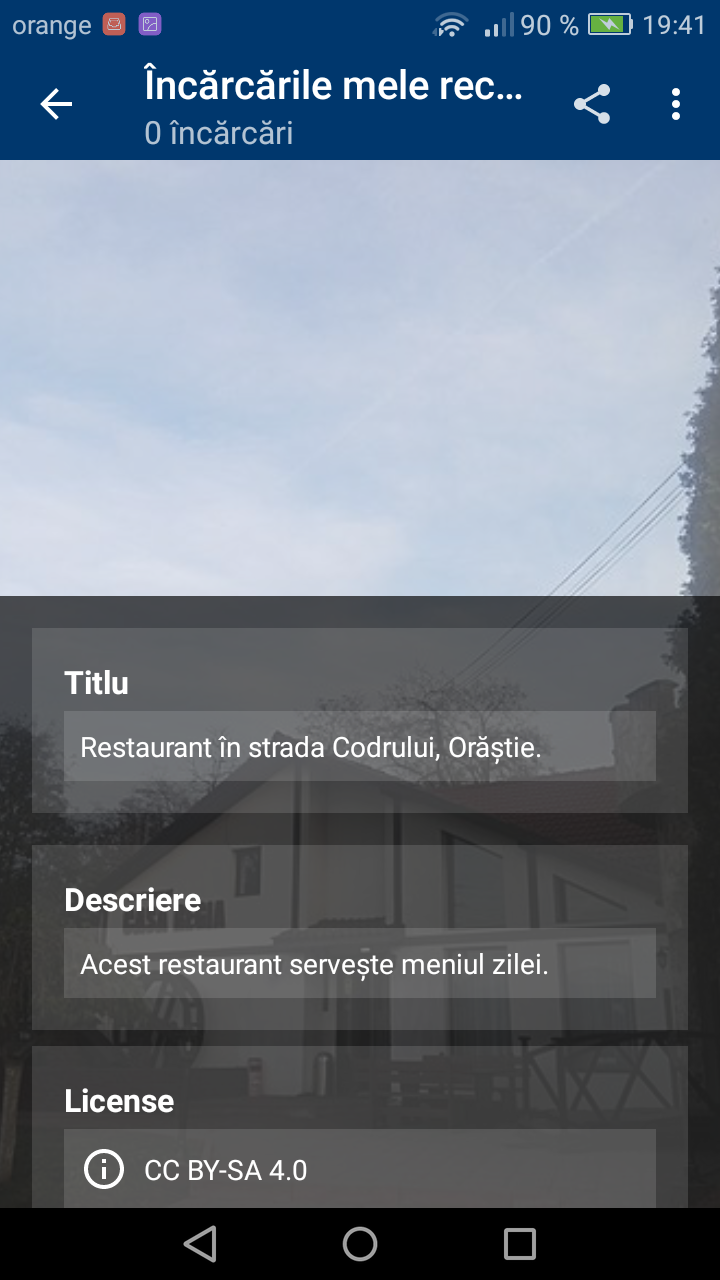 orange 90 % 19:41
Încărcările mele rec...
0 încărcări
Titlu
Restaurant în strada Codrului, Orăștie.
Descriere
Acest restaurant servește meniul zilei.
License
CC BY-SA 4.0